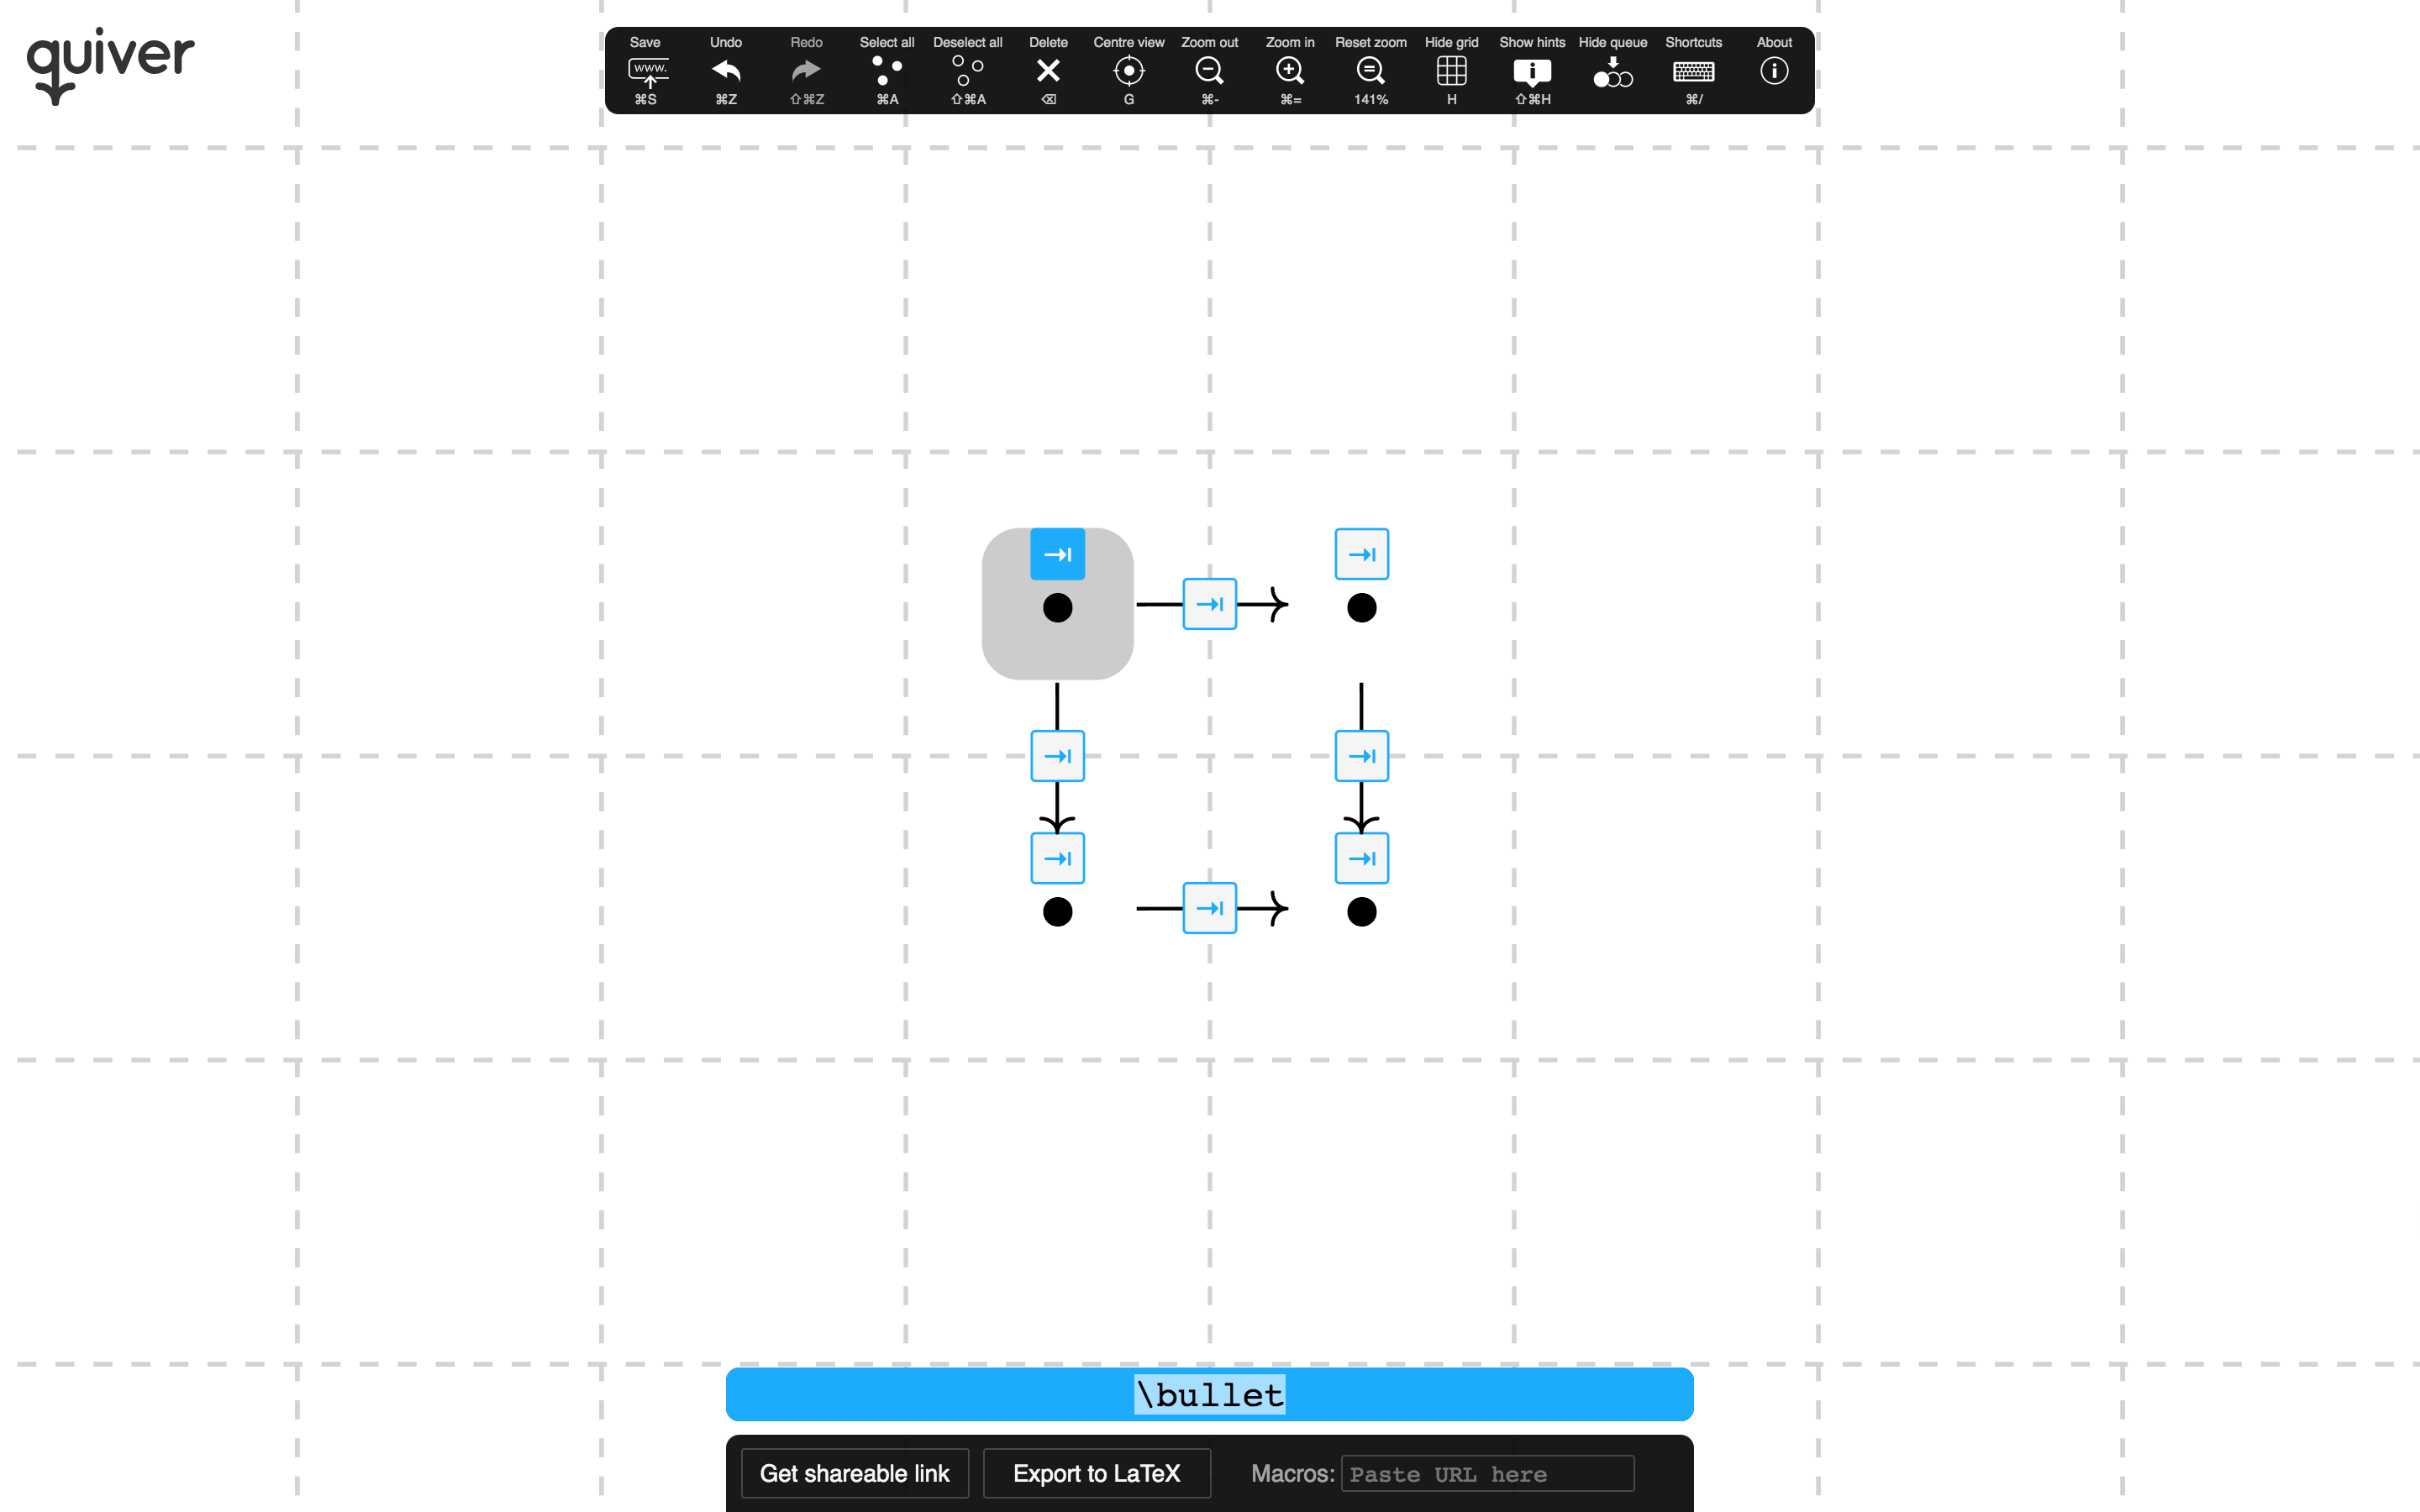 quiver
Save Undo Redo Select all Deselect all Delete Centre view Zoom out Zoom in Reset zoom Hide grid Show hints Hide queue Shortcuts About
www.
⌘S ⌘Z ⇧⌘Z ⌘A ⇧⌘A ⌫ G ⌘- ⌘= 141% H ⇧⌘H ⌘/
\bullet
Get shareable link Export to LaTeX Macros: Paste URL here